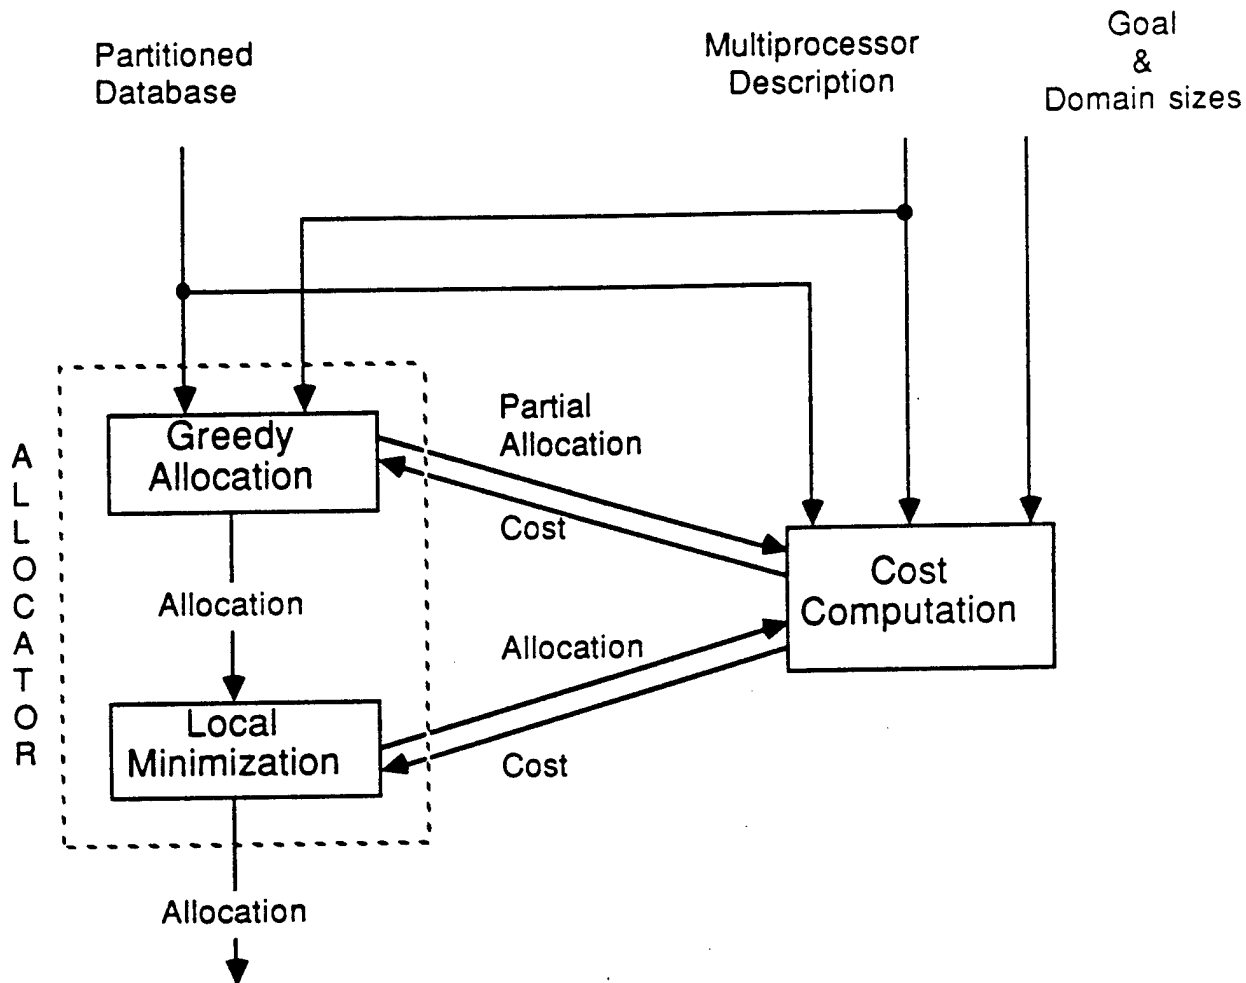 Partitioned
Database
Multiprocessor
Description
Goal
&
Domain sizes
ALLOCATOR
Greedy
Allocation
Partial
Allocation
Cost
Allocation
Cost
Computation
Allocation
Local
Minimization
Cost
Allocation